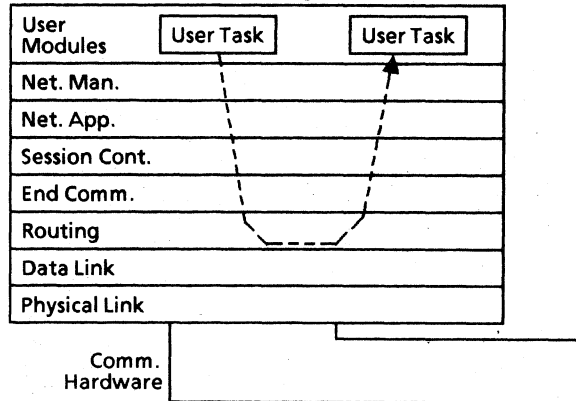 User
Modules
User Task
User Task
Net. Man.
Net. App.
Session Cont.
End Comm.
Routing
Data Link
Physical Link
Comm.
Hardware